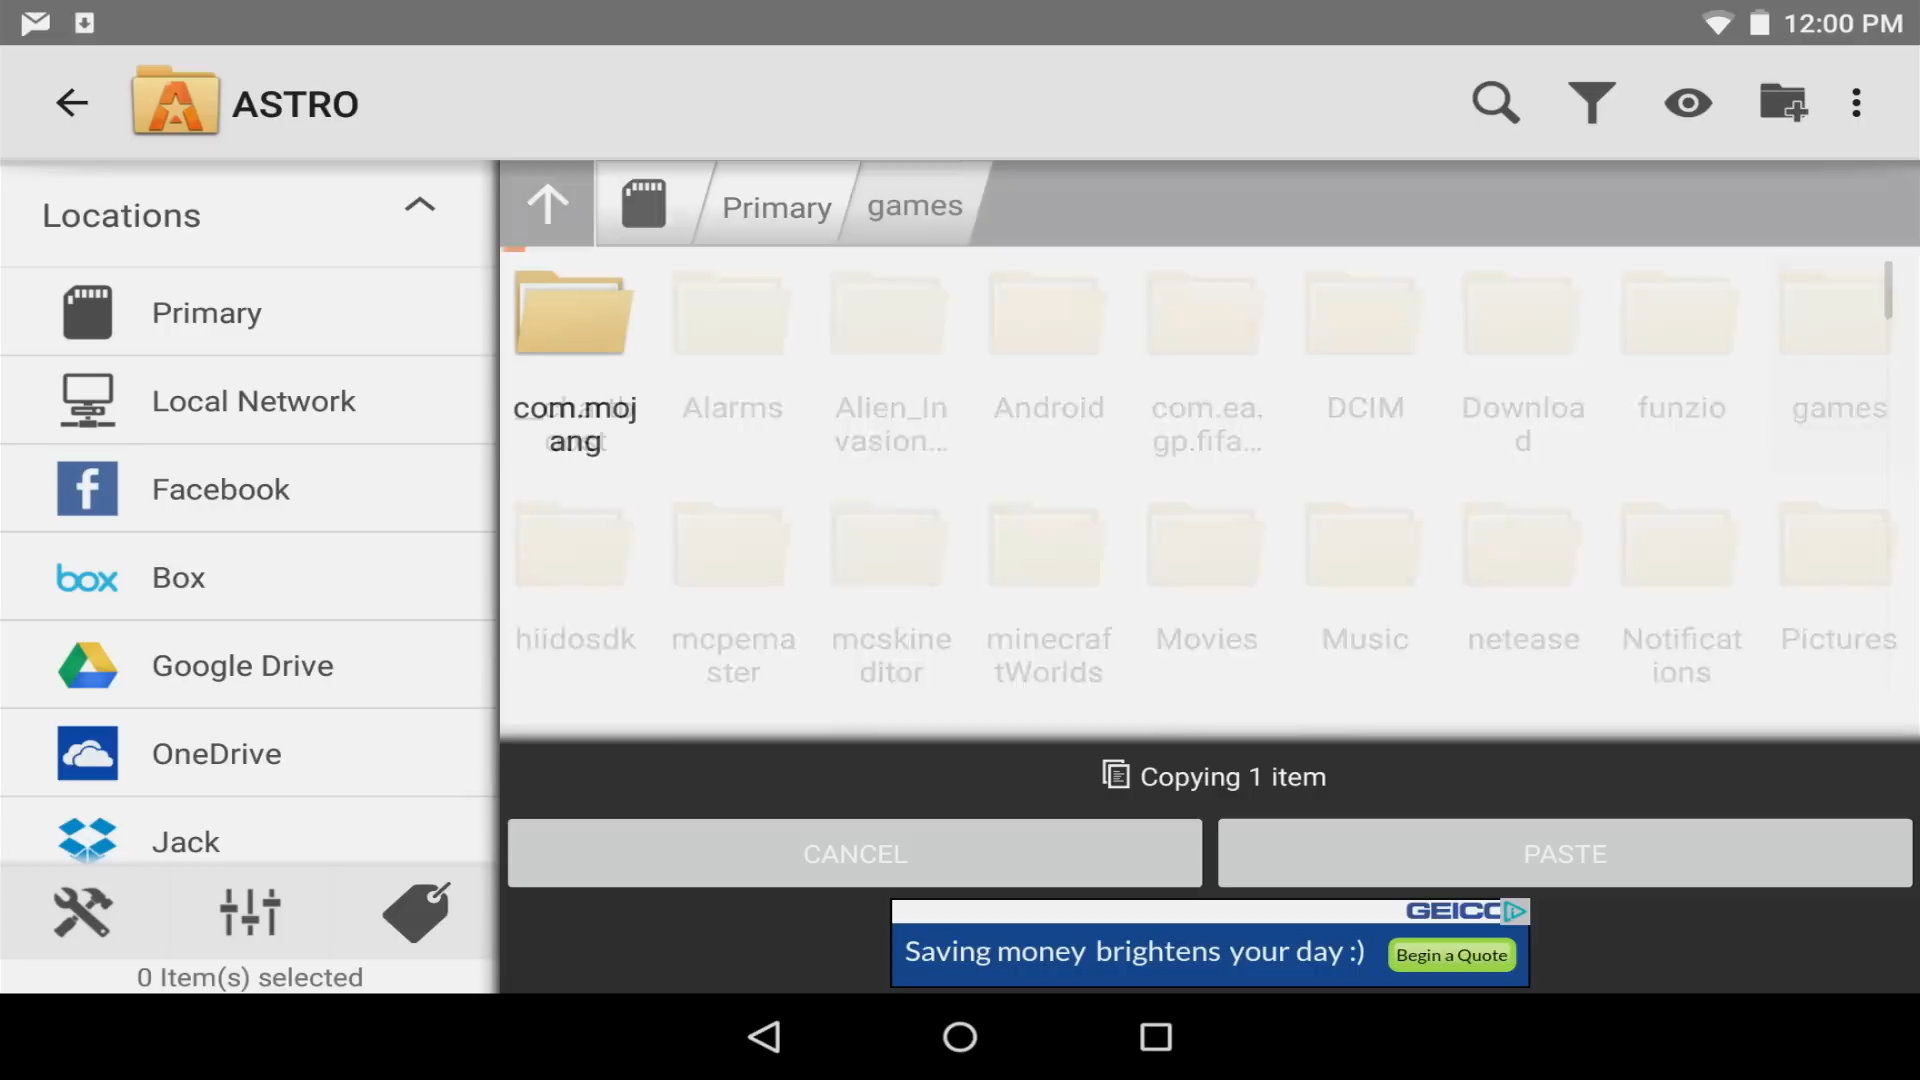 12:00 PM
ASTRO
Locations
Primary
games
Primary
Local Network
Facebook
box
Box
Google Drive
OneDrive
Jack
0 Item(s) selected
com.moj
ang
Alarms
Alien_In
vasion...
Android
com.ea.
gp.fifa...
DCIM
Downloa
d
funzio
games
hiidosdk
mcpema
ster
mcskine
ditor
minecraf
tWorlds
Movies
Music
netease
Notificat
ions
Pictures
Copying 1 item
CANCEL
PASTE
GEICO
Saving money brightens your day :)
Begin a Quote